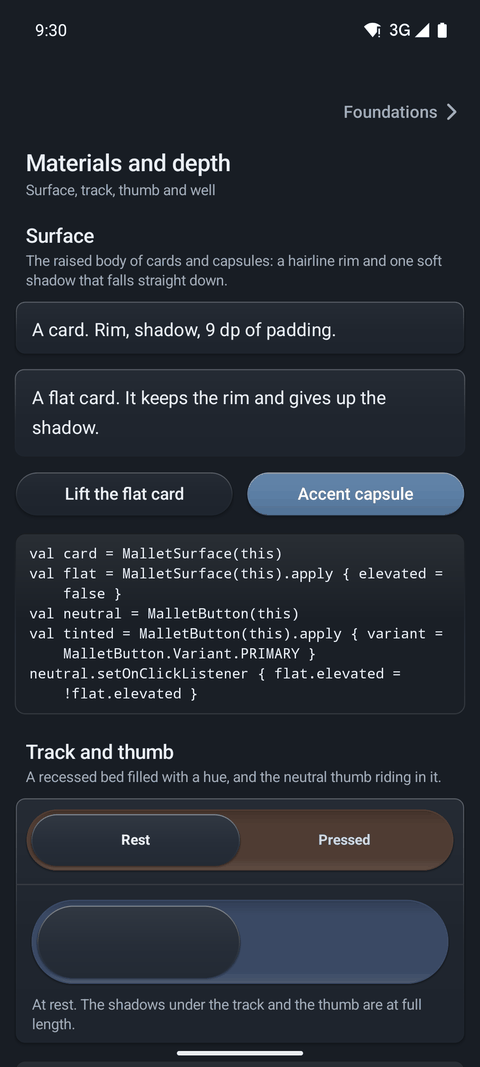 9:30
3G
Foundations
Materials and depth
Surface, track, thumb and well
Surface
The raised body of cards and capsules: a hairline rim and one soft
shadow that falls straight down.
A card. Rim, shadow, 9 dp of padding.
A flat card. It keeps the rim and gives up the
shadow.
Lift the flat card
Accent capsule
val card = MalletSurface(this)
val flat = MalletSurface(this).apply { elevated =
false }
val neutral = MalletButton(this)
val tinted = MalletButton(this).apply { variant =
MalletButton.Variant.PRIMARY }
neutral.setOnClickListener { flat.elevated =
!flat.elevated }
Track and thumb
A recessed bed filled with a hue, and the neutral thumb riding in it.
Rest
Pressed
At rest. The shadows under the track and the thumb are at full
length.